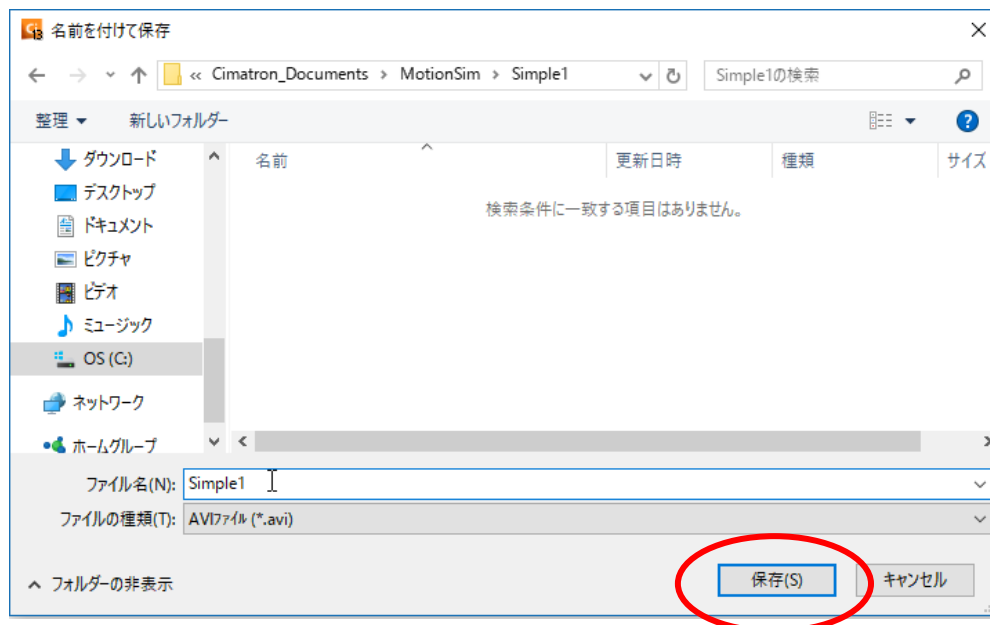 名前を付けて保存
« Cimatron_Documents > MotionSim > Simple1
Simple1の検索
整理
新しいフォルダー
名前 更新日時 種類 サイズ
検索条件に一致する項目はありません。
ダウンロード
デスクトップ
ドキュメント
ピクチャ
ビデオ
ミュージック
OS (C:)
ネットワーク
ホームグループ
ファイル名(N): Simple1
ファイルの種類(T): AVIファイル (*.avi)
フォルダーの非表示
保存(S)
キャンセル